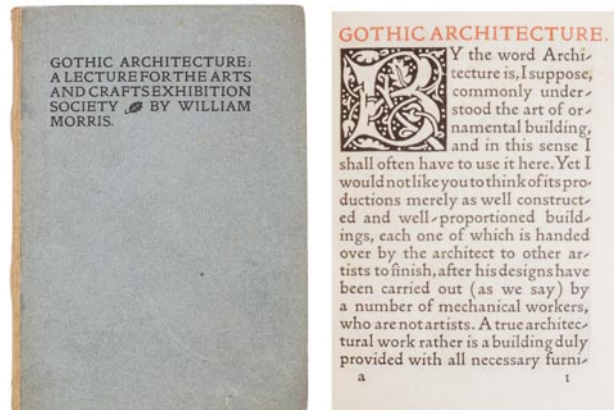 GOTHIC ARCHITECTURE:
A LECTURE FOR THE ARTS
AND CRAFTS EXHIBITION
SOCIETY BY WILLIAM
MORRIS.
GOTHIC ARCHITECTURE.
BY the word Archi-
tecture is, I suppose,
commonly under-
stood the art of or-
namental building,
and in this sense I
shall often have to use it here. Yet I
would not like you to think of its pro-
ductions merely as well construct-
ed and well-proportioned build-
ings, each one of which is handed
over by the architect to other ar-
tists to finish, after his designs have
been carried out (as we say) by
a number of mechanical workers,
who are not artists. A true architec-
tural work rather is a building duly
provided with all necessary furni-
a 1